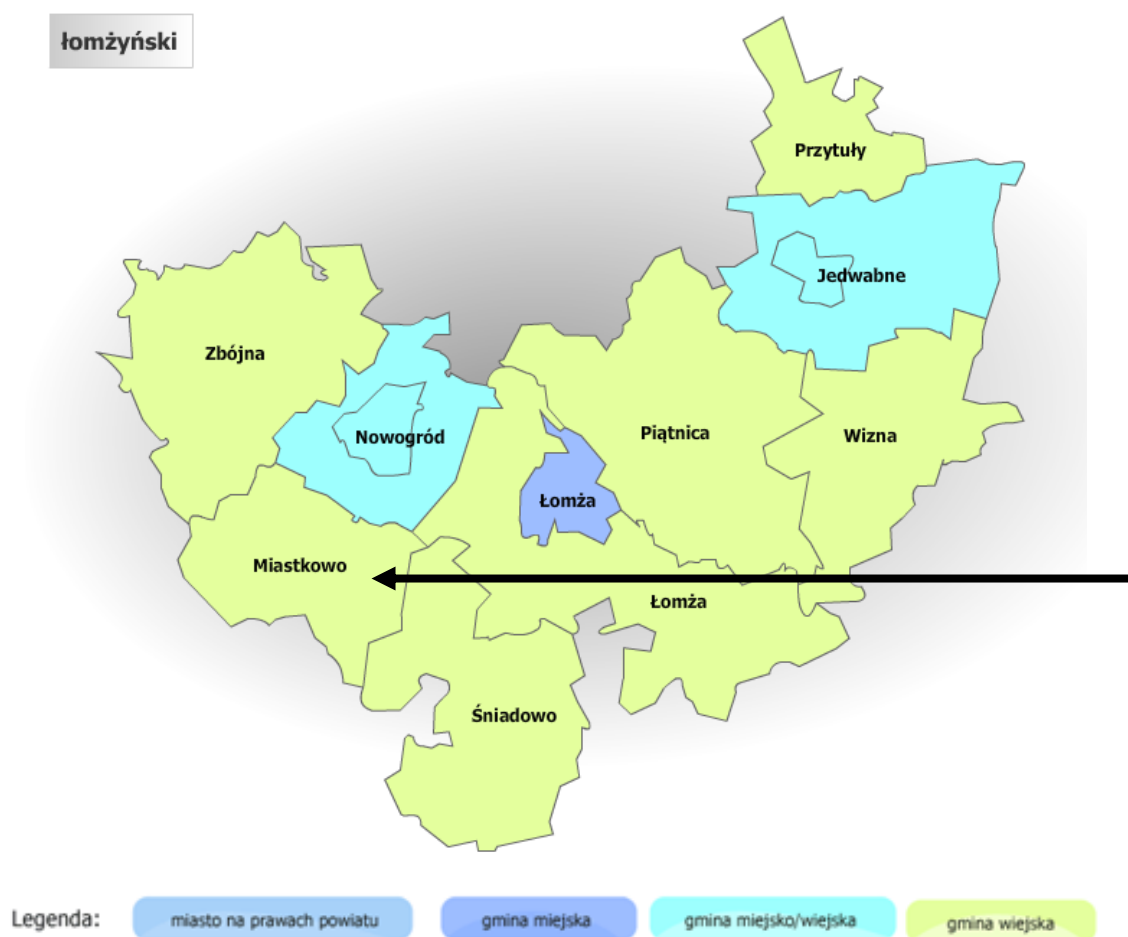 łomżyński
Przytuły
Jedwabne
Zbójna
Nowogród
Piątnica
Wizna
Łomża
Miastkowo
Łomża
Śniadowo
Legenda:
miasto na prawach powiatu
gmina miejska
gmina miejsko/wiejska
gmina wiejska